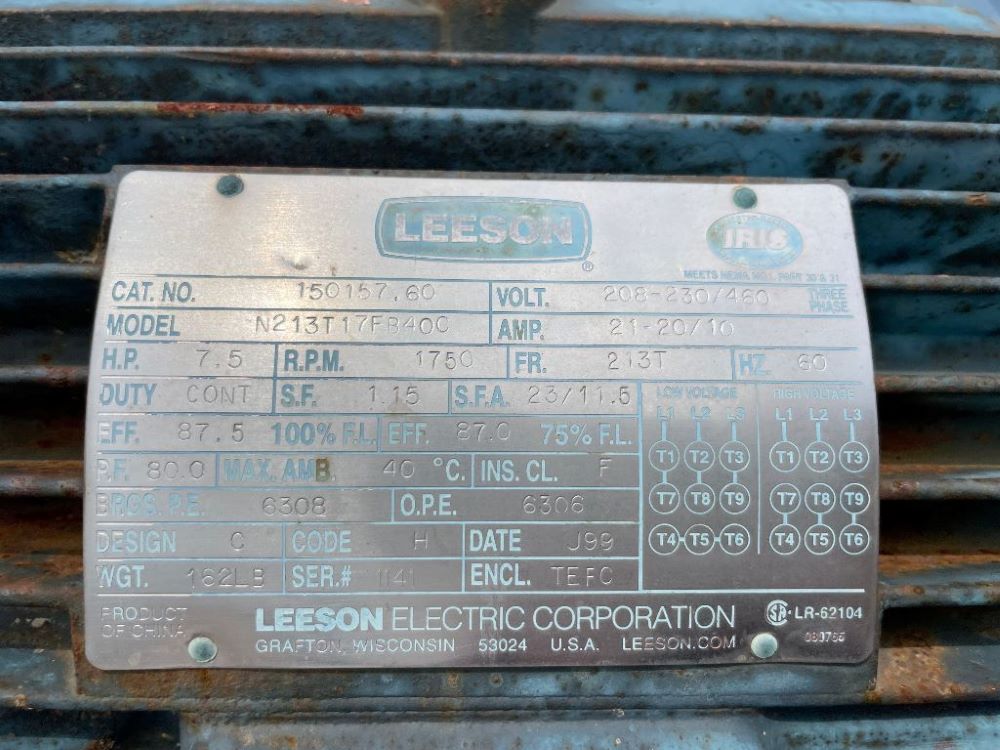 LEESON
®
IRIS
CAT. NO. 150157.60 VOLT. 208-230/460 THREE PHASE
MODEL N213T17FB40C AMP. 21-20/10
H.P. 7.5 R.P.M. 1750 FR. 213T HZ. 60
DUTY CONT S.F. 1.15 S.F.A. 23/11.5
EFF. 87.5 100% F.L. EFF. 87.0 75% F.L.
P.F. 80.0 MAX. AMB. 40 °C. INS. CL. F
BRGS. P.E. 6308 O.P.E. 6306
DESIGN C CODE H DATE J99
WGT. 162LB SER.# 1141 ENCL. TEFC
LOW VOLTAGE HIGH VOLTAGE
L1 L2 L3 L1 L2 L3
T1 T2 T3 T1 T2 T3
T7 T8 T9 T7 T8 T9
T4 T5 T6 T4 T5 T6
PRODUCT OF CHINA
LEESON ELECTRIC CORPORATION
GRAFTON, WISCONSIN 53024 U.S.A. LEESON.COM
SA LR-62104